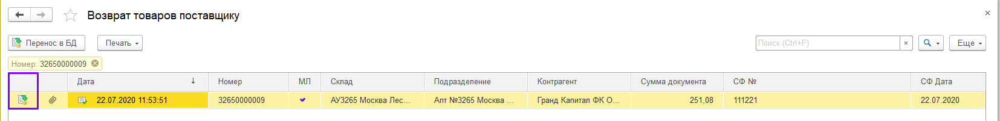 Возврат товаров поставщику
Перенос в БД Печать Поиск (Ctrl+F) Еще
Номер: 32650000009
Дата Номер МЛ Склад Подразделение Контрагент Сумма документа СФ № СФ Дата
22.07.2020 11:53:51 32650000009 АУ3265 Москва Лес... Апт №3265 Москва ... Гранд Капитал ФК О... 251,08 111221 22.07.2020